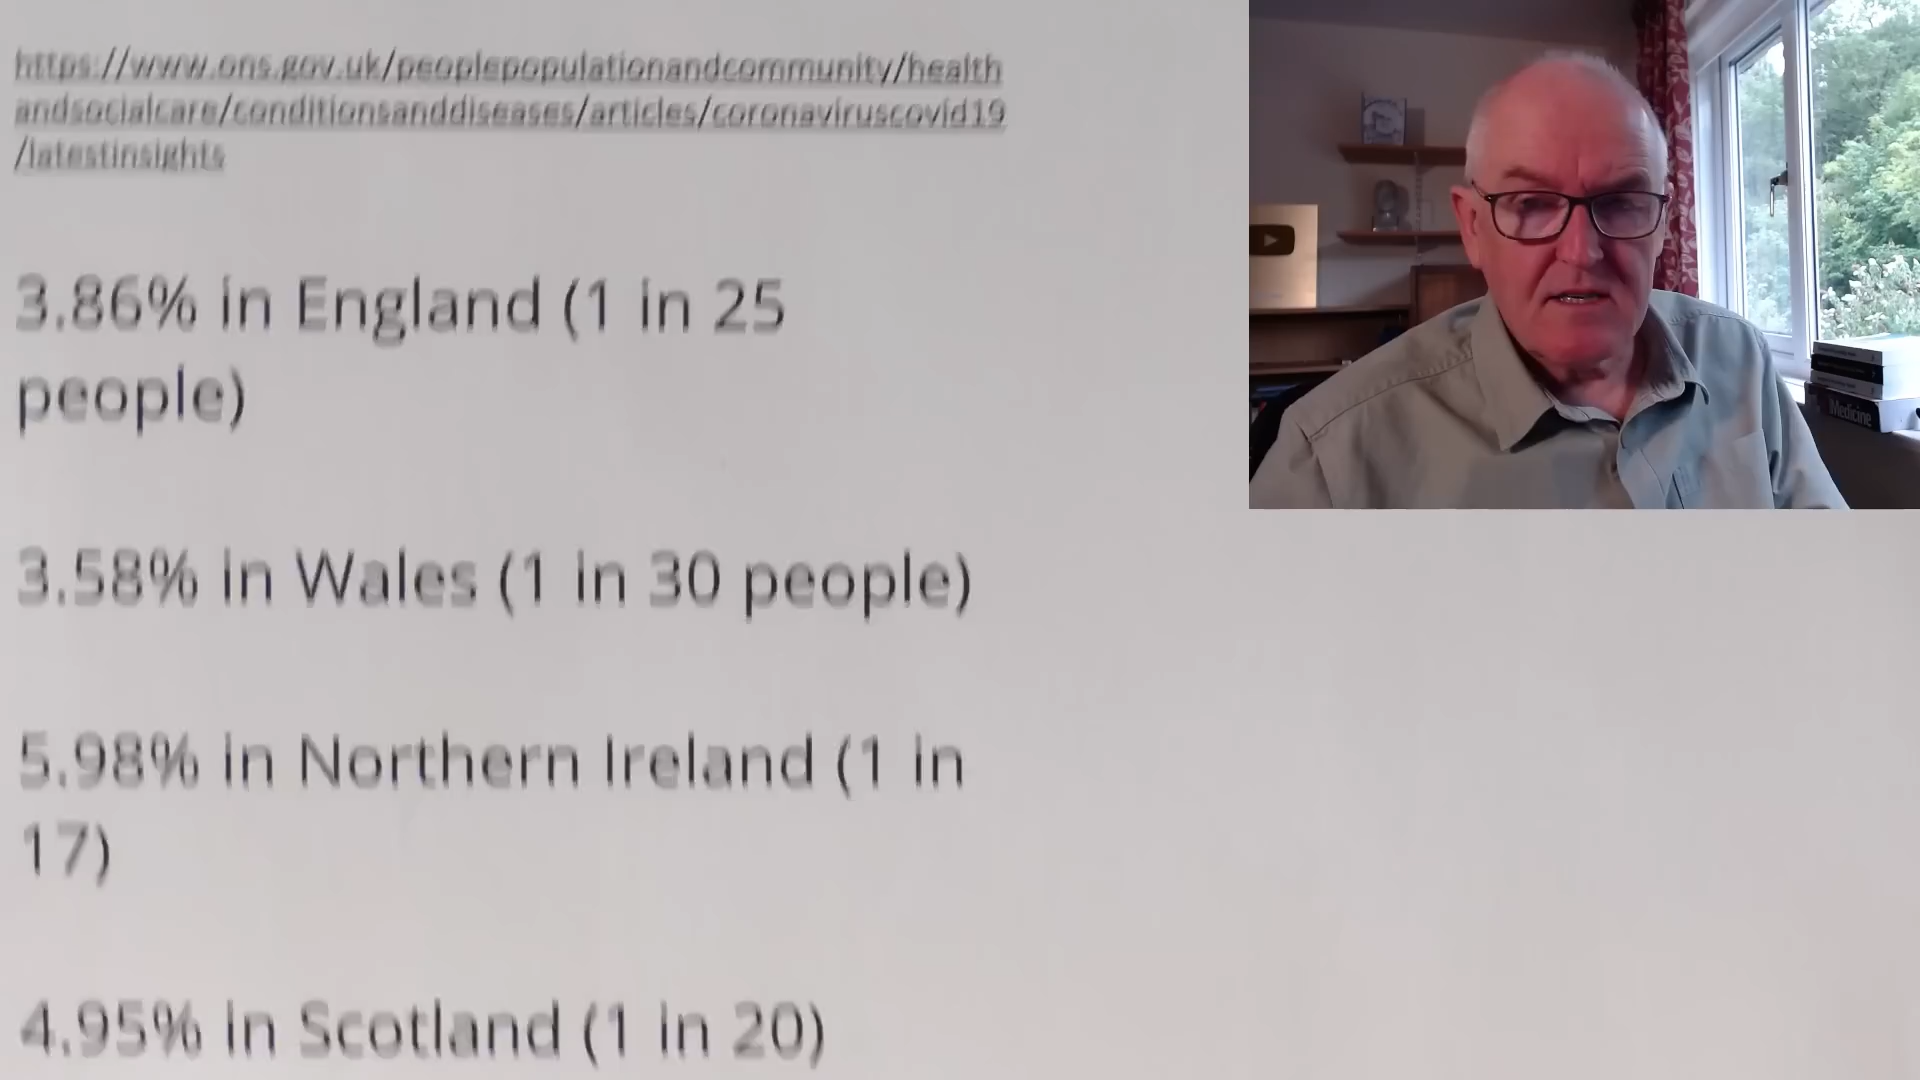 https://www.ons.gov.uk/peoplepopulationandcommunity/health
andsocialcare/conditionsanddiseases/articles/coronaviruscovid19
/latestinsights
3.86% in England (1 in 25
people)
3.58% in Wales (1 in 30 people)
5.98% in Northern Ireland (1 in
17)
4.95% in Scotland (1 in 20)
Medicine